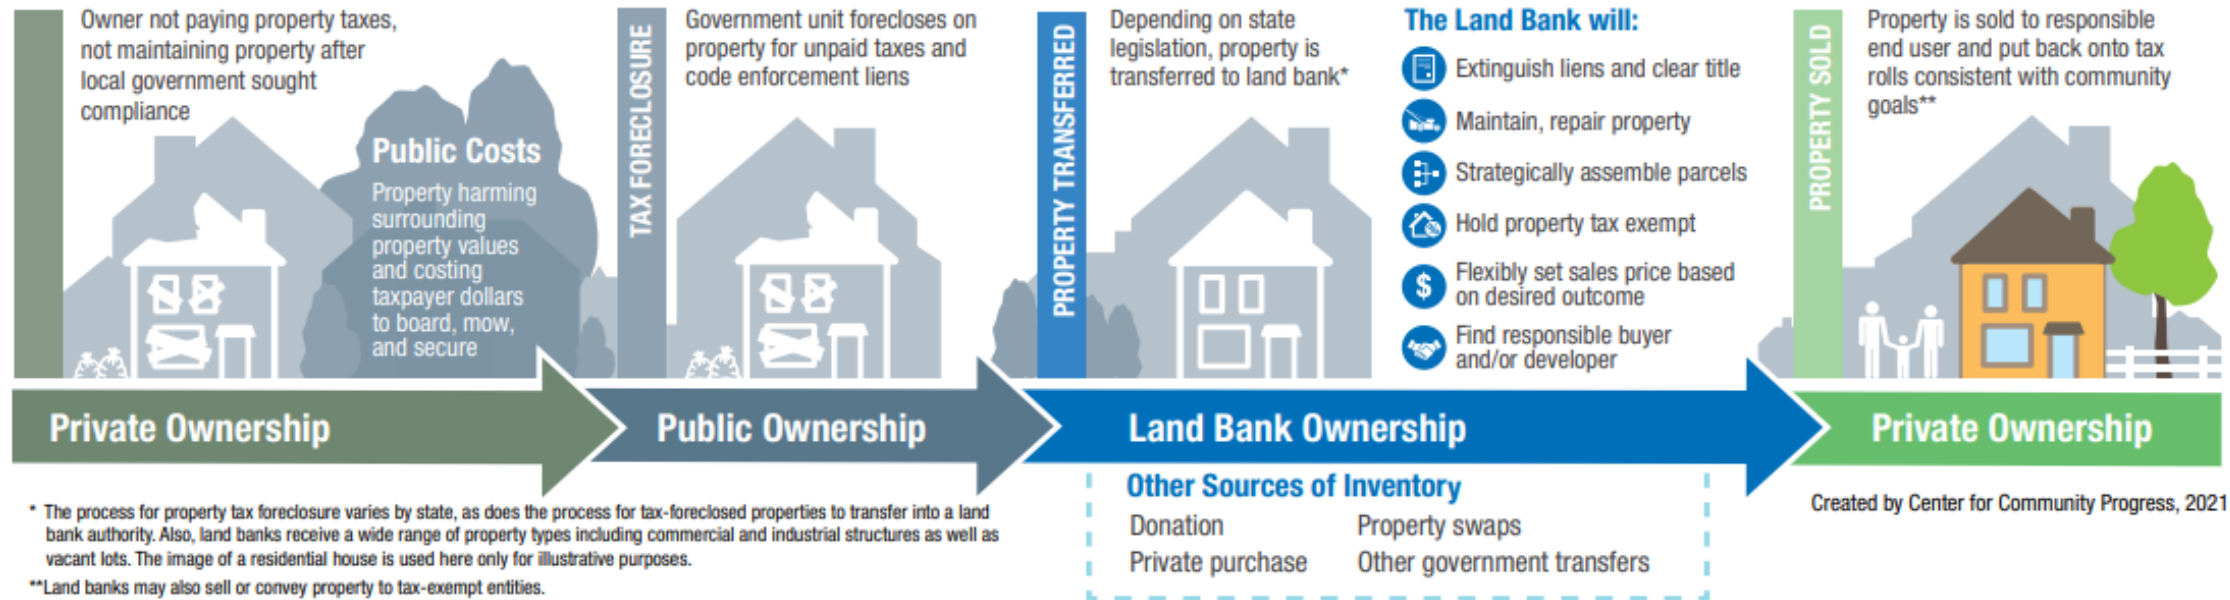 Owner not paying property taxes,
not maintaining property after
local government sought
compliance
Public Costs
Property harming
surrounding
property values
and costing
taxpayer dollars
to board, mow,
and secure
Private Ownership
TAX FORECLOSURE
Government unit forecloses on
property for unpaid taxes and
code enforcement liens
Public Ownership
PROPERTY TRANSFERRED
Depending on state
legislation, property is
transferred to land bank*
The Land Bank will:
Extinguish liens and clear title
Maintain, repair property
Strategically assemble parcels
Hold property tax exempt
$
Flexibly set sales price based
on desired outcome
Find responsible buyer
and/or developer
Land Bank Ownership
Other Sources of Inventory
Donation
Property swaps
Private purchase
Other government transfers
PROPERTY SOLD
Property is sold to responsible
end user and put back onto tax
rolls consistent with community
goals**
Private Ownership
Created by Center for Community Progress, 2021
* The process for property tax foreclosure varies by state, as does the process for tax-foreclosed properties to transfer into a land
bank authority. Also, land banks receive a wide range of property types including commercial and industrial structures as well as
vacant lots. The image of a residential house is used here only for illustrative purposes.
**Land banks may also sell or convey property to tax-exempt entities.